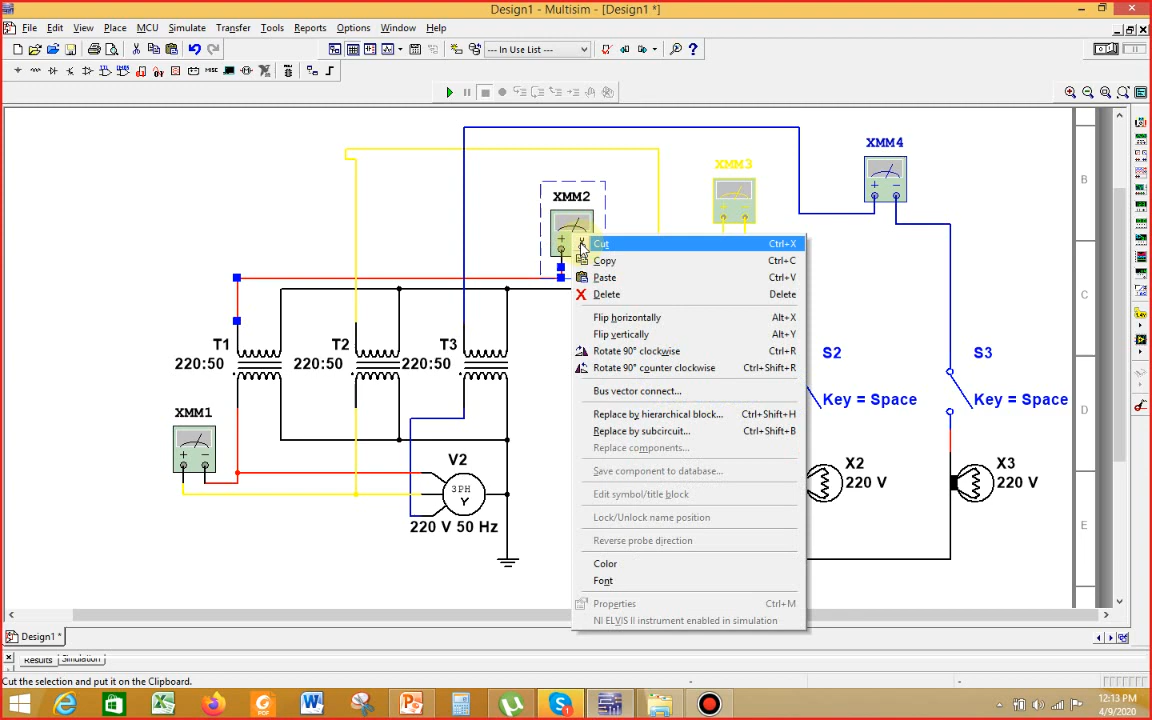 Design1 - Multisim - [Design1 *]
File Edit View Place MCU Simulate Transfer Tools Reports Options Window Help
--- In Use List ---
MISC
XMM4
XMM3
XMM2
B
Cut Ctrl+X
Copy Ctrl+C
Paste Ctrl+V
Delete Delete
C
Flip horizontally Alt+X
Flip vertically Alt+Y
Rotate 90° clockwise Ctrl+R
Rotate 90° counter clockwise Ctrl+Shift+R
T1 T2 T3
220:50 220:50 220:50
S2 S3
Bus vector connect...
Key = Space Key = Space
D
XMM1
Replace by hierarchical block... Ctrl+Shift+H
Replace by subcircuit... Ctrl+Shift+B
Replace components...
V2
3PH
Y
220 V 50 Hz
X2
220 V
X3
220 V
Save component to database...
Edit symbol/title block
Lock/Unlock name position
E
Reverse probe direction
Color
Font
Properties Ctrl+M
NI ELVIS II instrument enabled in simulation
Design1 *
Results Simulation
Cut the selection and put it on the Clipboard.
12:13 PM
4/9/2020